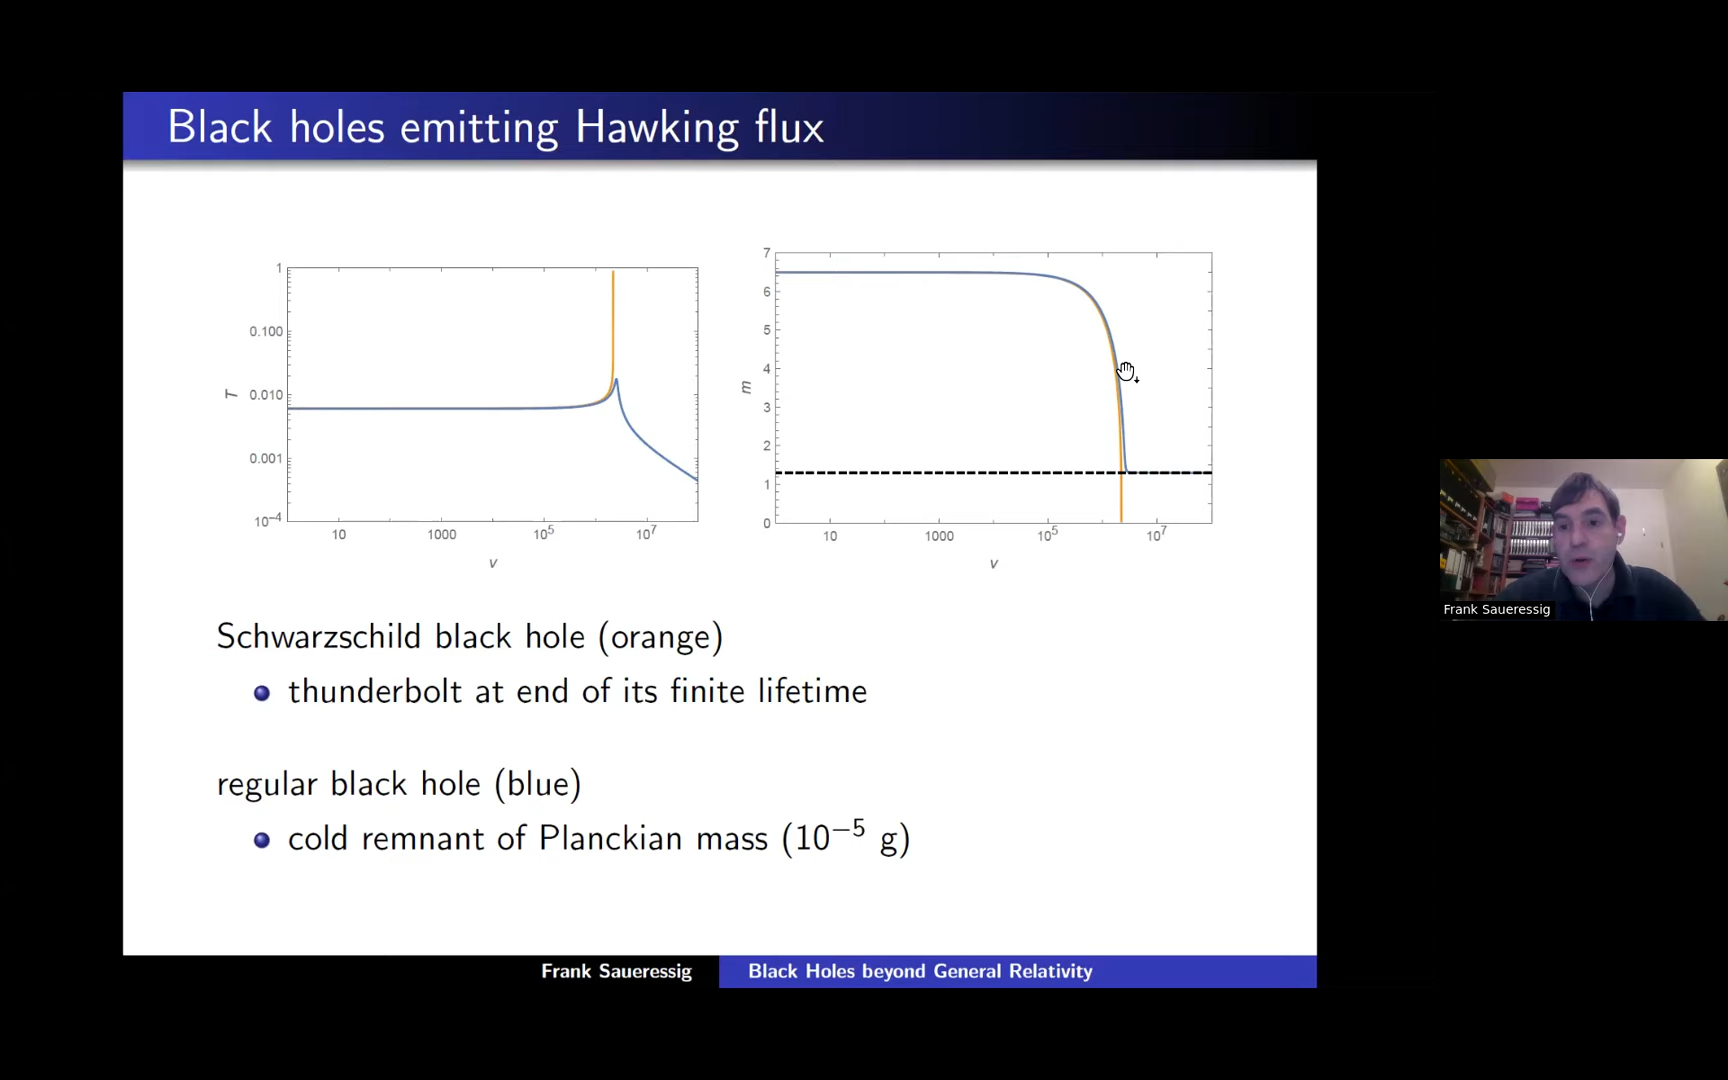 Black holes emitting Hawking flux
1
0.100
0.010
0.001
10⁻⁴
T
10
1000
10⁵
10⁷
v
7
6
5
4
3
2
1
0
m
10
1000
10⁵
10⁷
v
Schwarzschild black hole (orange)
thunderbolt at end of its finite lifetime
regular black hole (blue)
cold remnant of Planckian mass (10⁻⁵ g)
Frank Saueressig
Black Holes beyond General Relativity
Frank Saueressig